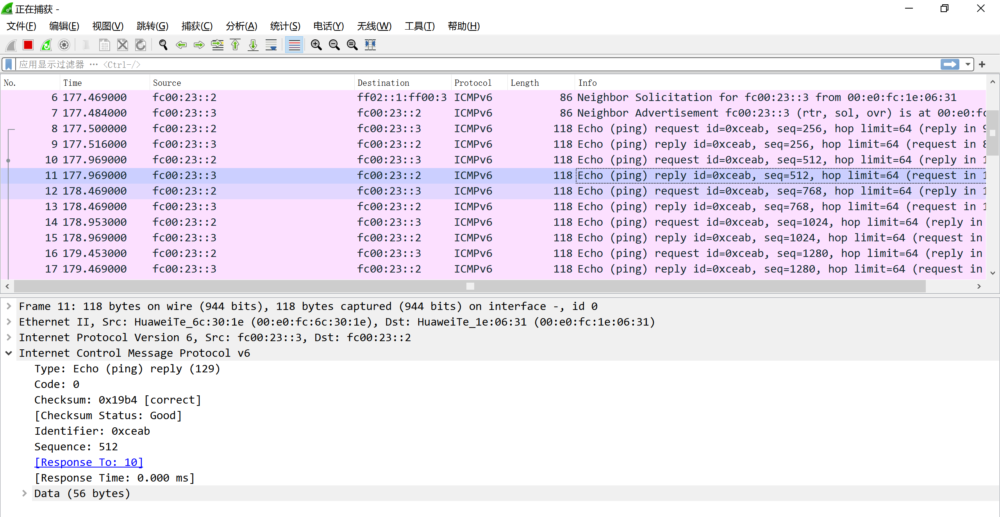 正在捕获 -
文件(F) 编辑(E) 视图(V) 跳转(G) 捕获(C) 分析(A) 统计(S) 电话(Y) 无线(W) 工具(T) 帮助(H)
应用显示过滤器 … <Ctrl-/>
No. Time Source Destination Protocol Length Info
6 177.469000 fc00:23::2 ff02::1:ff00:3 ICMPv6 86 Neighbor Solicitation for fc00:23::3 from 00:e0:fc:1e:06:31
7 177.484000 fc00:23::3 fc00:23::2 ICMPv6 86 Neighbor Advertisement fc00:23::3 (rtr, sol, ovr) is at 00:e0:fc
8 177.500000 fc00:23::2 fc00:23::3 ICMPv6 118 Echo (ping) request id=0xceab, seq=256, hop limit=64 (reply in 9
9 177.516000 fc00:23::3 fc00:23::2 ICMPv6 118 Echo (ping) reply id=0xceab, seq=256, hop limit=64 (request in 8
10 177.969000 fc00:23::2 fc00:23::3 ICMPv6 118 Echo (ping) request id=0xceab, seq=512, hop limit=64 (reply in 1
11 177.969000 fc00:23::3 fc00:23::2 ICMPv6 118 Echo (ping) reply id=0xceab, seq=512, hop limit=64 (request in 1
12 178.469000 fc00:23::2 fc00:23::3 ICMPv6 118 Echo (ping) request id=0xceab, seq=768, hop limit=64 (reply in 1
13 178.469000 fc00:23::3 fc00:23::2 ICMPv6 118 Echo (ping) reply id=0xceab, seq=768, hop limit=64 (request in 1
14 178.953000 fc00:23::2 fc00:23::3 ICMPv6 118 Echo (ping) request id=0xceab, seq=1024, hop limit=64 (reply in
15 178.969000 fc00:23::3 fc00:23::2 ICMPv6 118 Echo (ping) reply id=0xceab, seq=1024, hop limit=64 (request in
16 179.453000 fc00:23::2 fc00:23::3 ICMPv6 118 Echo (ping) request id=0xceab, seq=1280, hop limit=64 (reply in
17 179.469000 fc00:23::3 fc00:23::2 ICMPv6 118 Echo (ping) reply id=0xceab, seq=1280, hop limit=64 (request in
Frame 11: 118 bytes on wire (944 bits), 118 bytes captured (944 bits) on interface -, id 0
Ethernet II, Src: HuaweiTe_6c:30:1e (00:e0:fc:6c:30:1e), Dst: HuaweiTe_1e:06:31 (00:e0:fc:1e:06:31)
Internet Protocol Version 6, Src: fc00:23::3, Dst: fc00:23::2
Internet Control Message Protocol v6
Type: Echo (ping) reply (129)
Code: 0
Checksum: 0x19b4 [correct]
[Checksum Status: Good]
Identifier: 0xceab
Sequence: 512
[Response To: 10]
[Response Time: 0.000 ms]
Data (56 bytes)